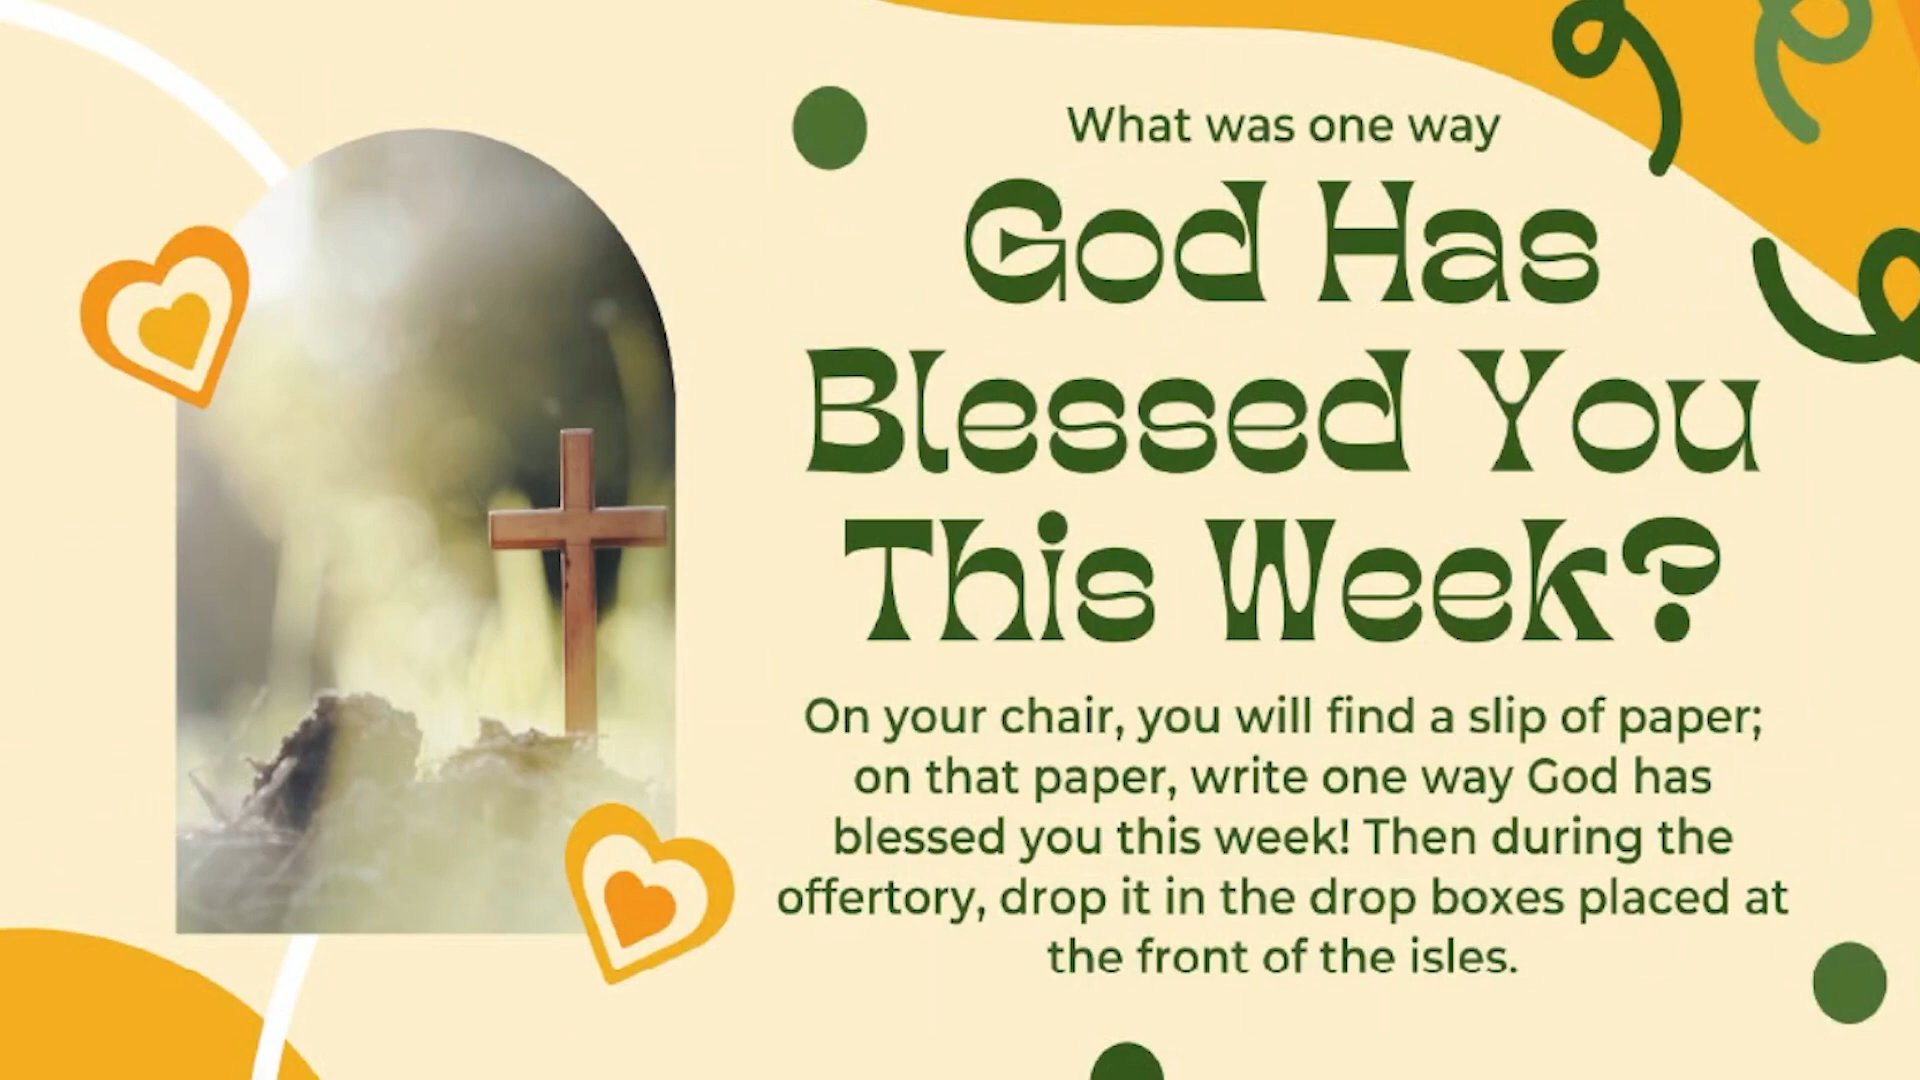 What was one way
God Has
Blessed You
This Week?
On your chair, you will find a slip of paper;
on that paper, write one way God has
blessed you this week! Then during the
offertory, drop it in the drop boxes placed at
the front of the isles.